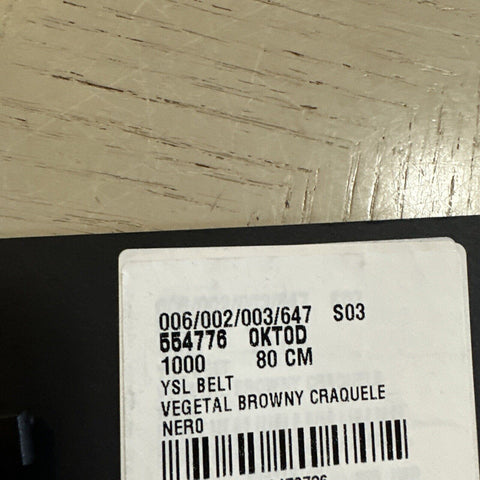 006/002/003/647 S03
554776 0KT0D
1000 80 CM
YSL BELT
VEGETAL BROWNY CRAQUELE
NERO